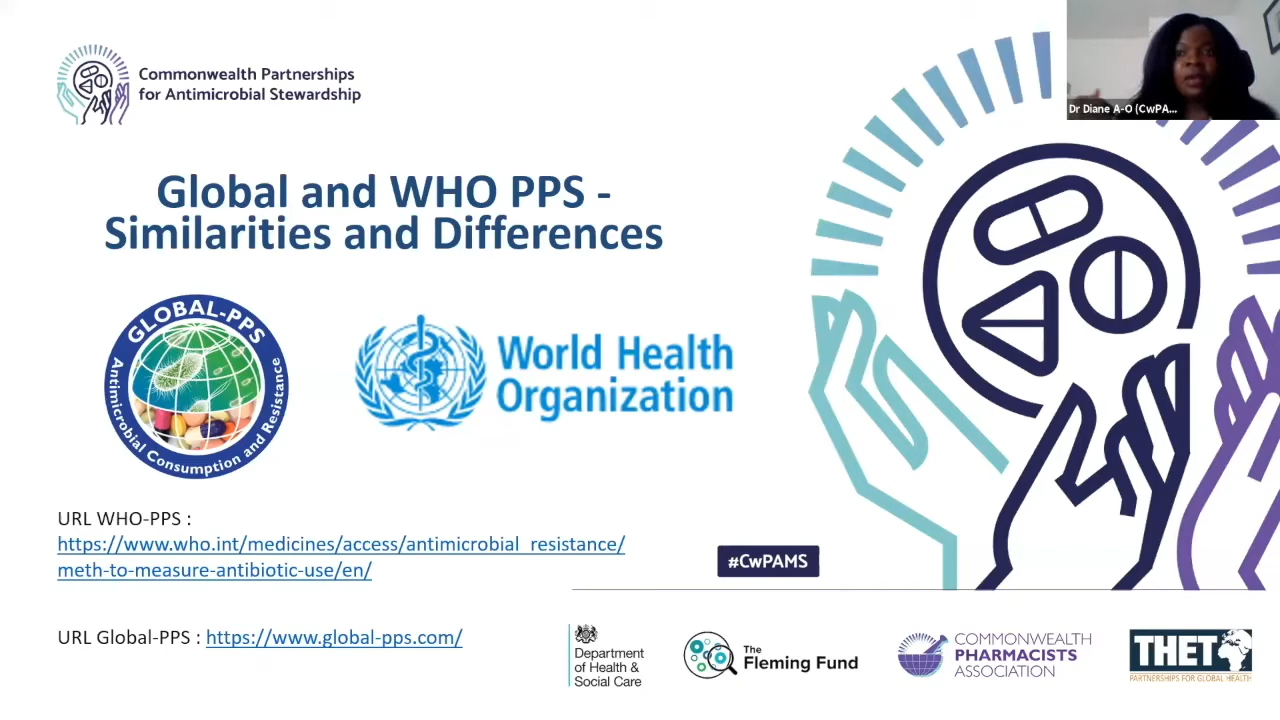 Commonwealth Partnerships
for Antimicrobial Stewardship
Dr Diane A-O (CwPA...
Global and WHO PPS -
Similarities and Differences
GLOBAL-PPS
Antimicrobial Consumption and Resistance
World Health
Organization
URL WHO-PPS :
https://www.who.int/medicines/access/antimicrobial_resistance/
meth-to-measure-antibiotic-use/en/
#CwPAMS
URL Global-PPS : https://www.global-pps.com/
Department
of Health &
Social Care
The
Fleming Fund
COMMONWEALTH
PHARMACISTS
ASSOCIATION
THET
PARTNERSHIPS FOR GLOBAL HEALTH